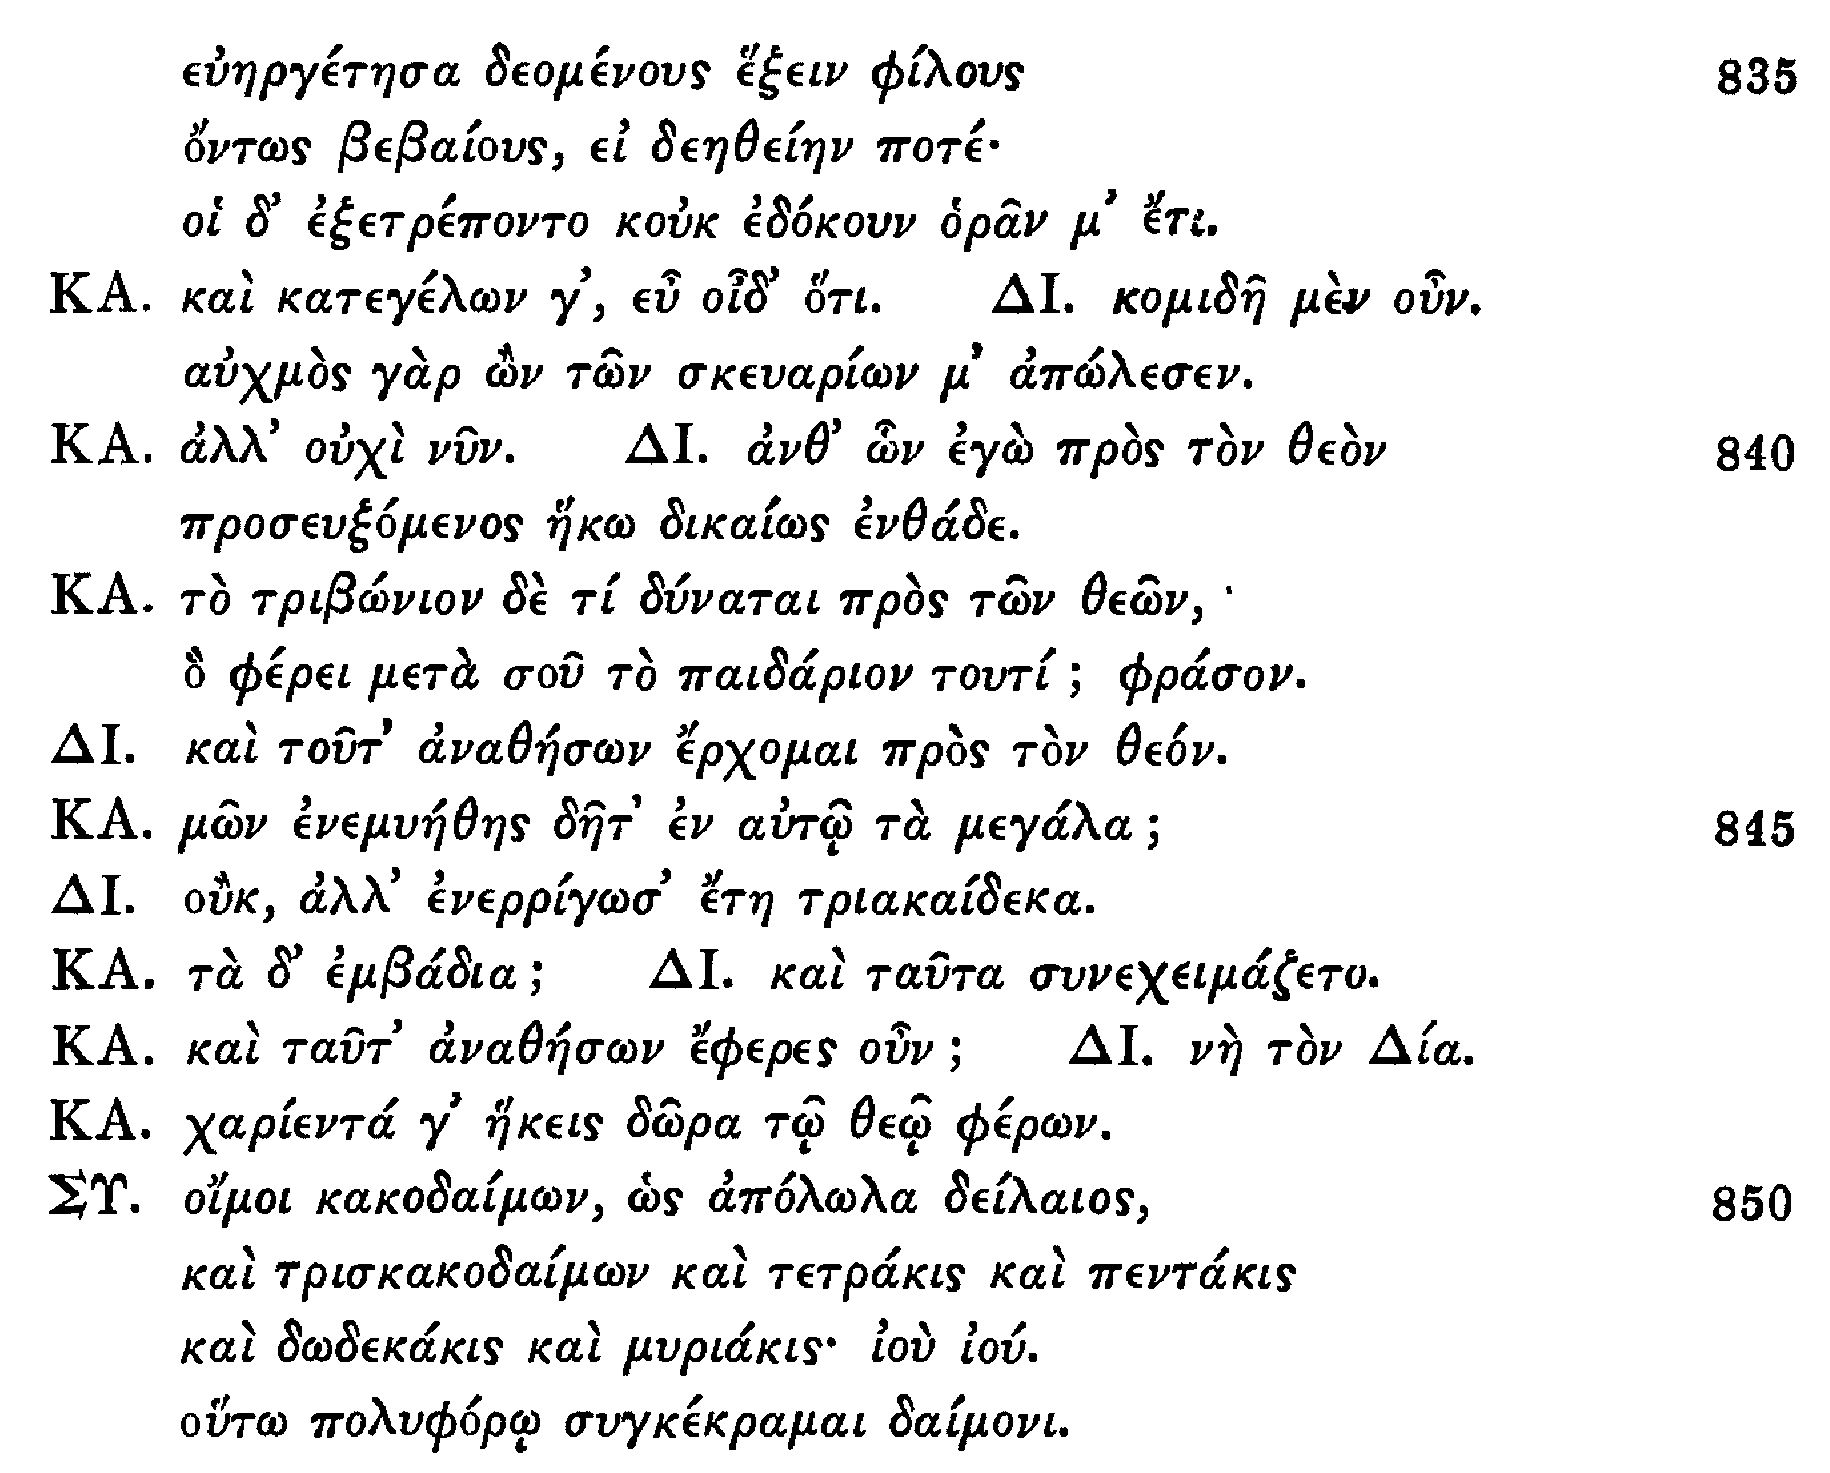 εὐηργέτησα δεομένους ἕξειν φίλους 835
ὄντως βεβαίους, εἰ δεηθείην ποτέ·
οἱ δ’ ἐξετρέποντο κοὐκ ἐδόκουν ὁρᾶν μ’ ἔτι.
ΚΑ. καὶ κατεγέλων γ’, εὖ οἶδ’ ὅτι. ΔΙ. κομιδῆ μὲν οὖν.
αὐχμὸς γὰρ ὢν τῶν σκευαρίων μ’ ἀπώλεσεν.
ΚΑ. ἀλλ’ οὐχὶ νῦν. ΔΙ. ἀνθ’ ὧν ἐγὼ πρὸς τὸν θεὸν 840
προσευξόμενος ἥκω δικαίως ἐνθάδε.
ΚΑ. τὸ τριβώνιον δὲ τί δύναται πρὸς τῶν θεῶν,
ὃ φέρει μετὰ σοῦ τὸ παιδάριον τουτί; φράσον.
ΔΙ. καὶ τοῦτ’ ἀναθήσων ἔρχομαι πρὸς τὸν θεόν.
ΚΑ. μῶν ἐνεμυήθης δῆτ’ ἐν αὐτῷ τὰ μεγάλα; 845
ΔΙ. οὒκ, ἀλλ’ ἐνερρίγωσ’ ἔτη τριακαίδεκα.
ΚΑ. τὰ δ’ ἐμβάδια; ΔΙ. καὶ ταῦτα συνεχειμάζετο.
ΚΑ. καὶ ταῦτ’ ἀναθήσων ἔφερες οὖν; ΔΙ. νὴ τὸν Δία.
ΚΑ. χαρίεντά γ’ ἥκεις δῶρα τῷ θεῷ φέρων.
ΣΥ. οἴμοι κακοδαίμων, ὡς ἀπόλωλα δείλαιος, 850
καὶ τρισκακοδαίμων καὶ τετράκις καὶ πεντάκις
καὶ δωδεκάκις καὶ μυριάκις· ἰοὺ ἰού.
οὕτω πολυφόρῳ συγκέκραμαι δαίμονι.